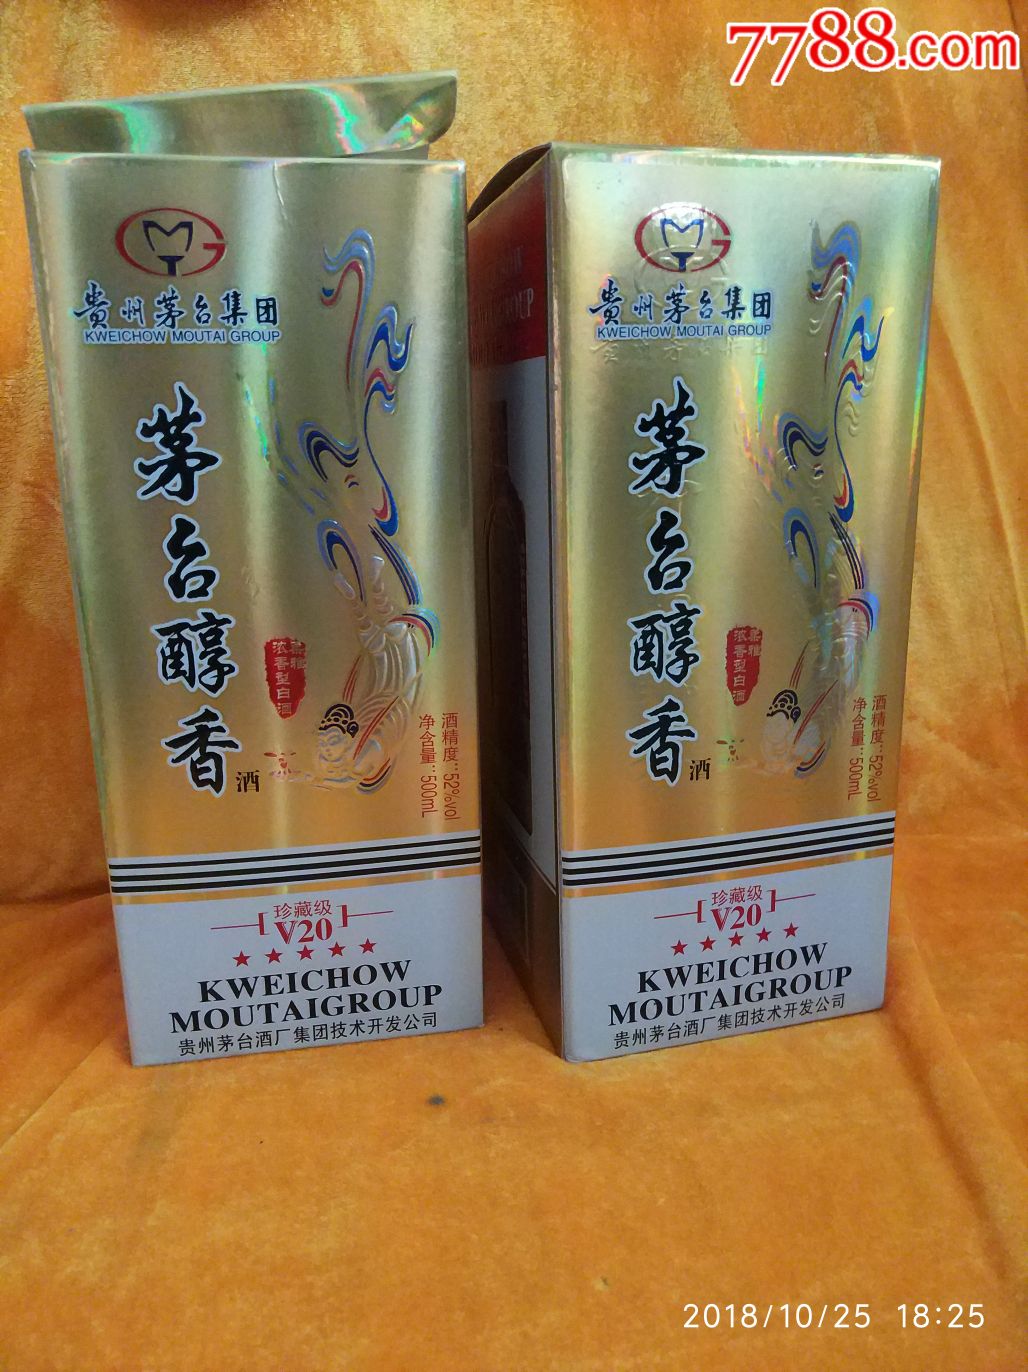 7788.com
贵州茅台集团
KWEICHOW MOUTAI GROUP
茅台醇香酒
柔雅
浓香型白酒
酒精度:52%vol
净含量:500mL
珍藏级
V20
KWEICHOW
MOUTAIGROUP
贵州茅台酒厂集团技术开发公司
贵州茅台集团
KWEICHOW MOUTAI GROUP
茅台醇香酒
柔雅
浓香型白酒
酒精度:52%vol
净含量:500mL
珍藏级
V20
KWEICHOW
MOUTAIGROUP
贵州茅台酒厂集团技术开发公司
2018/10/25 18:25